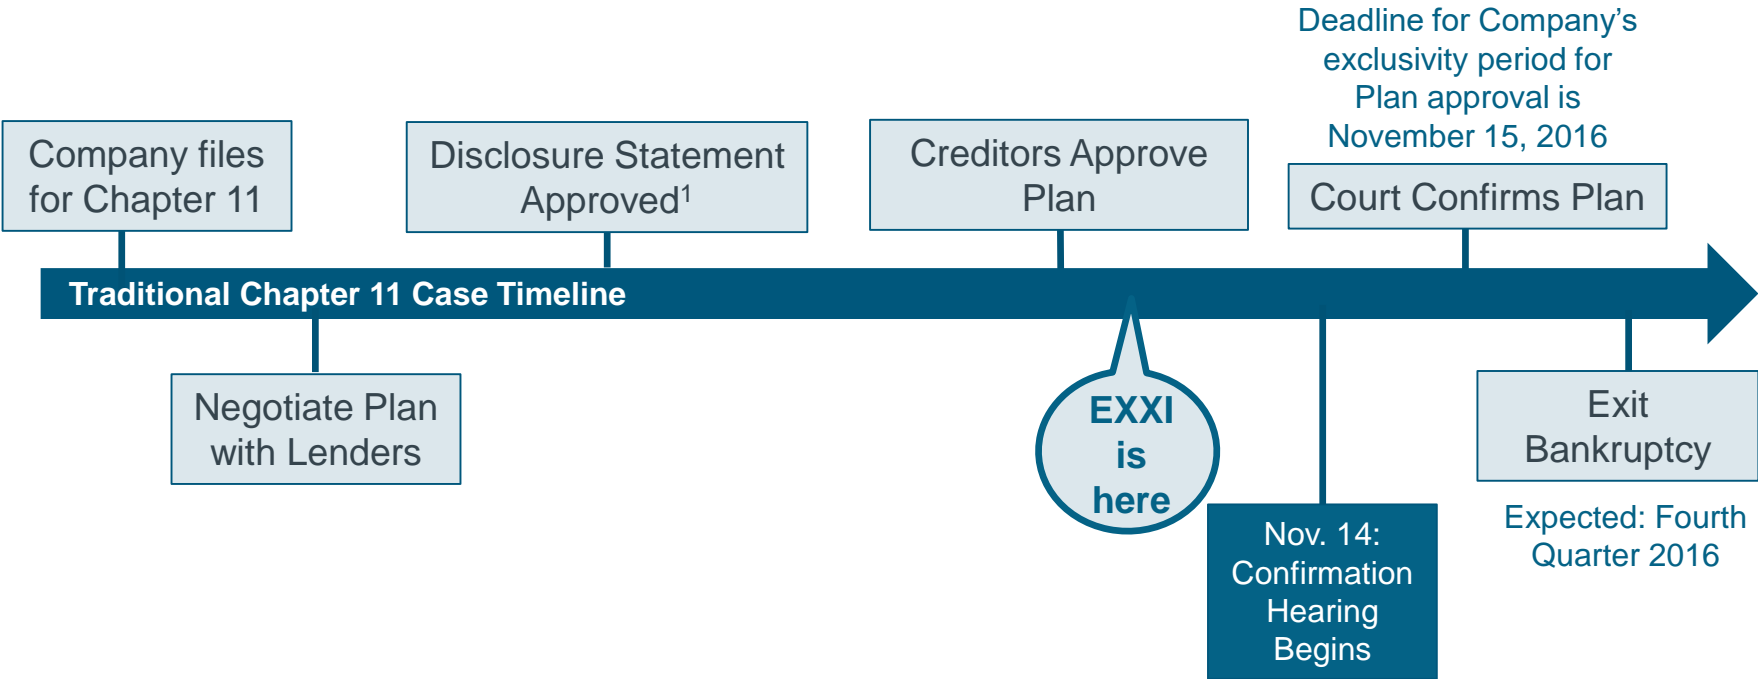 Deadline for Company’s
exclusivity period for
Plan approval is
November 15, 2016
Company files
for Chapter 11
Disclosure Statement
Approved¹
Creditors Approve
Plan
Court Confirms Plan
Traditional Chapter 11 Case Timeline
Negotiate Plan
with Lenders
EXXI
is
here
Nov. 14:
Confirmation
Hearing
Begins
Exit
Bankruptcy
Expected: Fourth
Quarter 2016